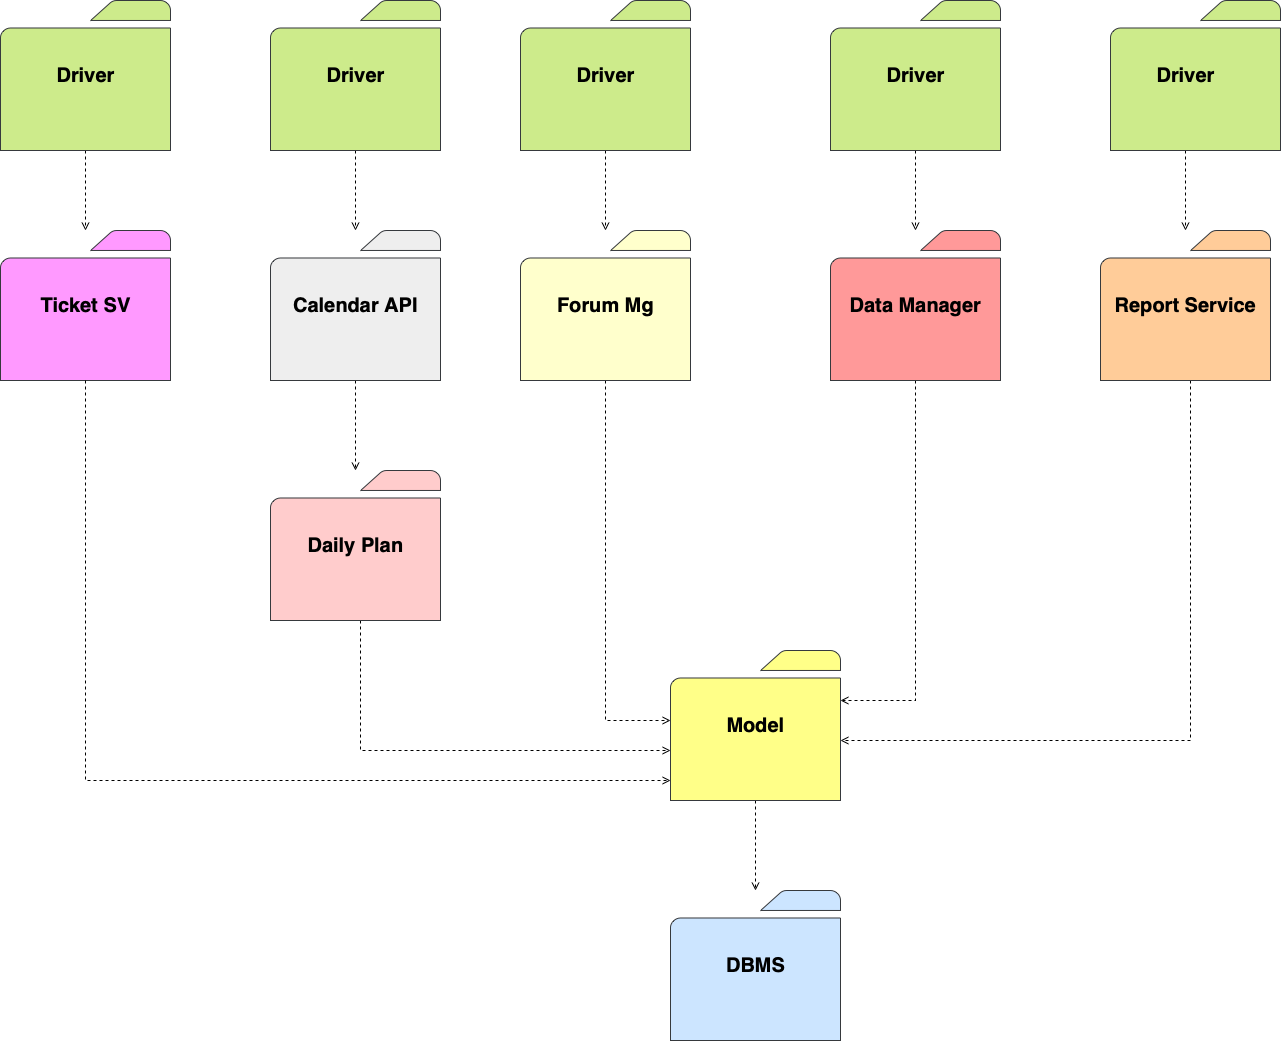 Driver
Driver
Driver
Driver
Driver
Ticket SV
Calendar API
Forum Mg
Data Manager
Report Service
Daily Plan
Model
DBMS